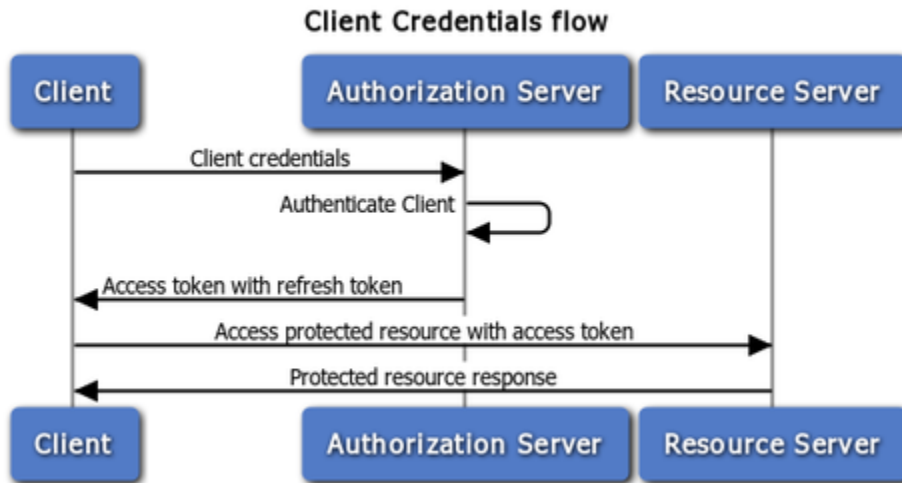 Client Credentials flow
Client
Authorization Server
Resource Server
Client credentials
Authenticate Client
Access token with refresh token
Access protected resource with access token
Protected resource response
Client
Authorization Server
Resource Server